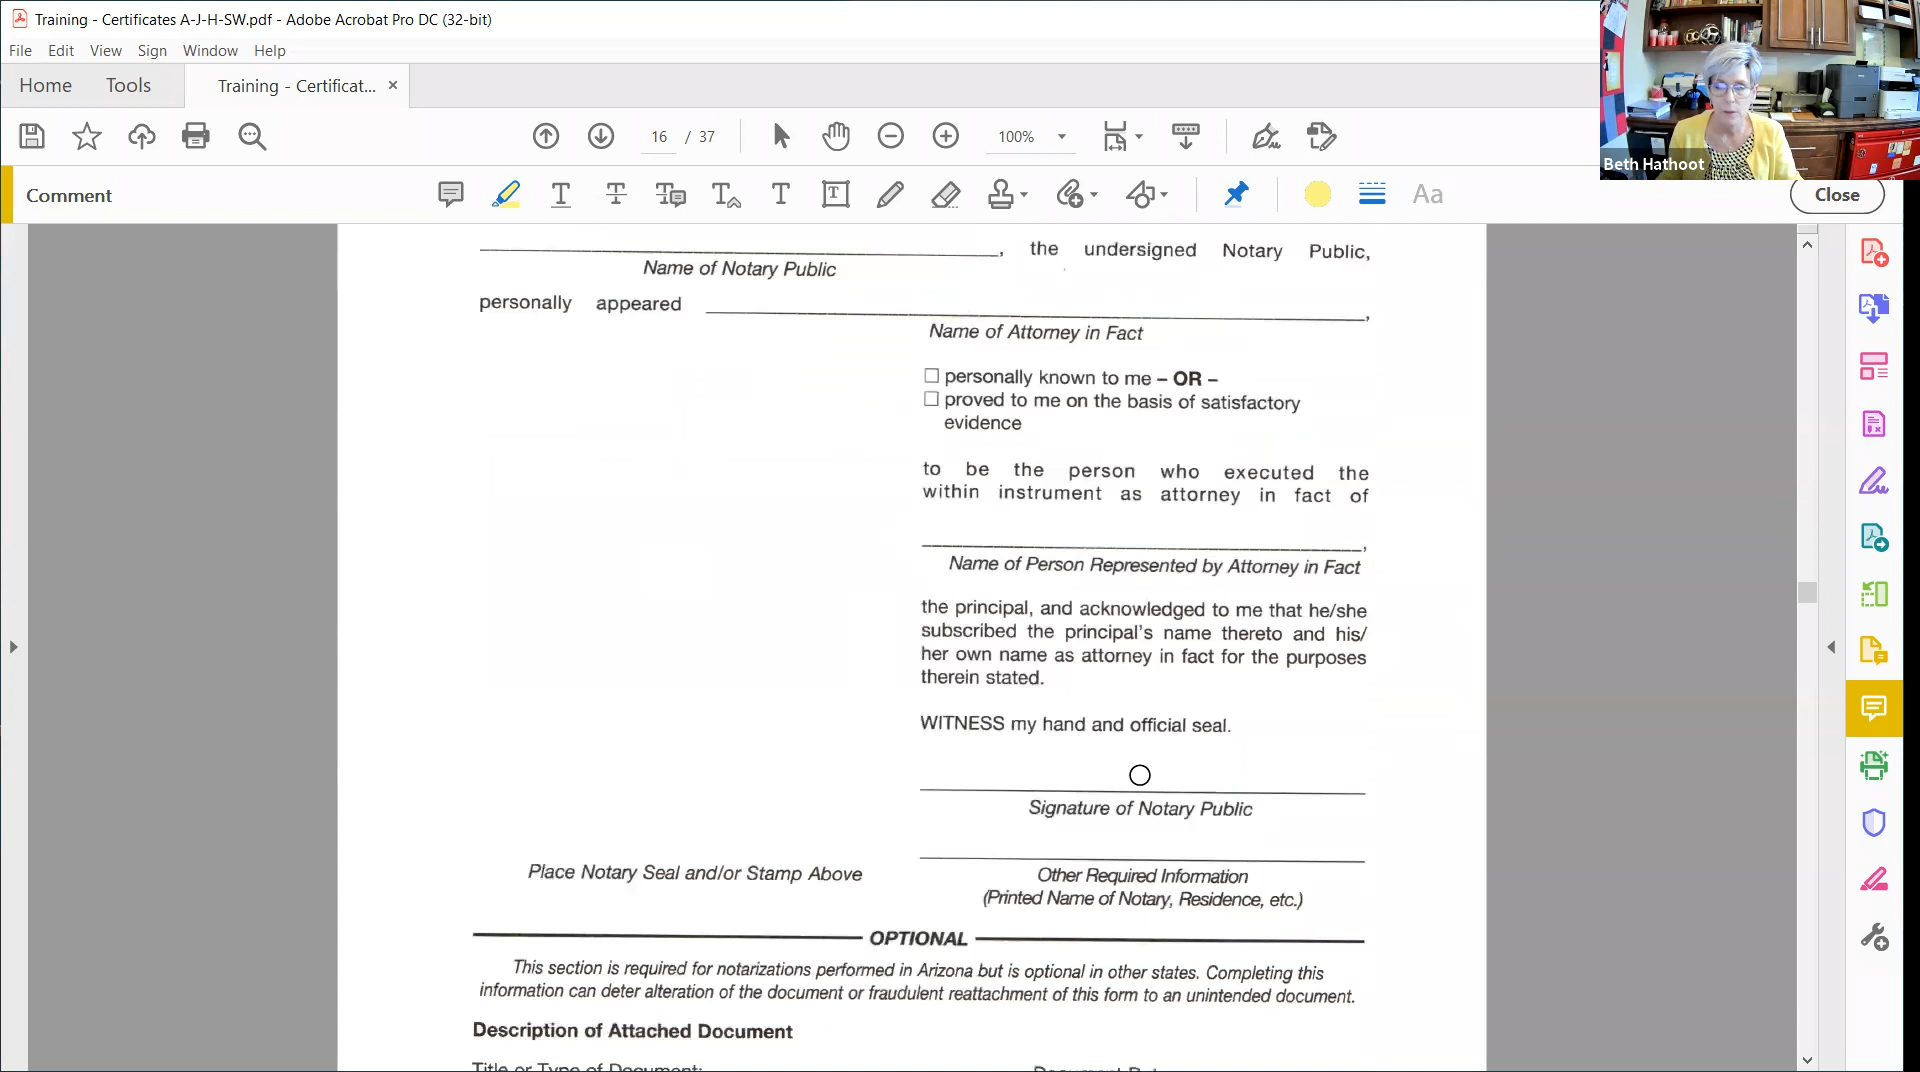 Training - Certificates A-J-H-SW.pdf - Adobe Acrobat Pro DC (32-bit)
File Edit View Sign Window Help
Home Tools Training - Certificat... ×
16 / 37 100%
Beth Hathoot
Comment Aa Close
, the undersigned Notary Public,
Name of Notary Public
personally appeared ,
Name of Attorney in Fact
personally known to me – OR –
proved to me on the basis of satisfactory
evidence
to be the person who executed the
within instrument as attorney in fact of
,
Name of Person Represented by Attorney in Fact
the principal, and acknowledged to me that he/she
subscribed the principal's name thereto and his/
her own name as attorney in fact for the purposes
therein stated.
WITNESS my hand and official seal.
Signature of Notary Public
Place Notary Seal and/or Stamp Above
Other Required Information
(Printed Name of Notary, Residence, etc.)
OPTIONAL
This section is required for notarizations performed in Arizona but is optional in other states. Completing this
information can deter alteration of the document or fraudulent reattachment of this form to an unintended document.
Description of Attached Document
Title or Type of Document: